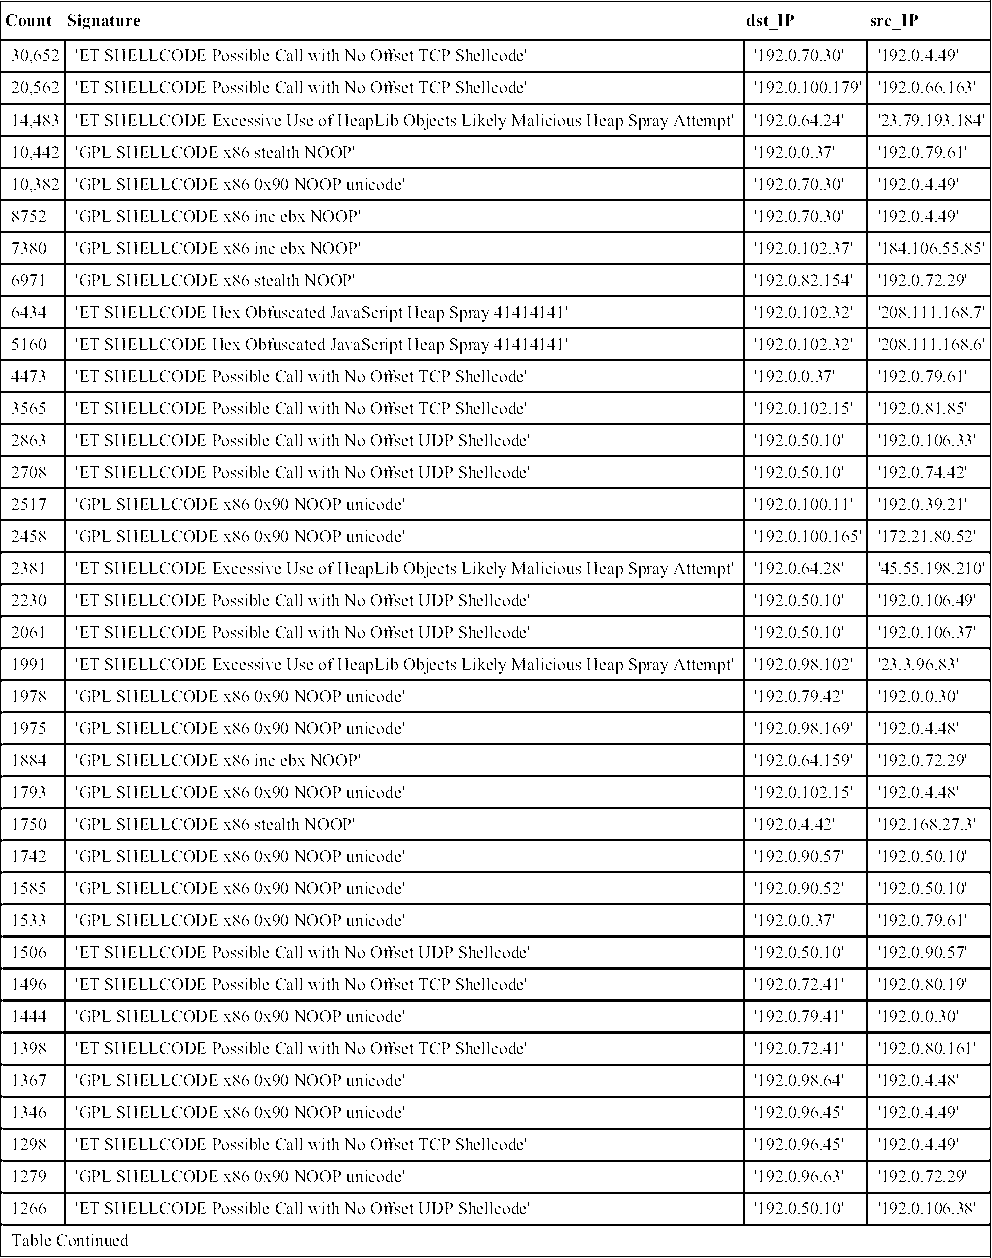 Count Signature dst_IP src_IP
30,652 'ET SHELLCODE Possible Call with No Offset TCP Shellcode' '192.0.70.30' '192.0.4.49'
20,562 'ET SHELLCODE Possible Call with No Offset TCP Shellcode' '192.0.100.179' '192.0.66.163'
14,483 'ET SHELLCODE Excessive Use of HeapLib Objects Likely Malicious Heap Spray Attempt' '192.0.64.24' '23.79.193.184'
10,442 'GPL SHELLCODE x86 stealth NOOP' '192.0.0.37' '192.0.79.61'
10,382 'GPL SHELLCODE x86 0x90 NOOP unicode' '192.0.70.30' '192.0.4.49'
8752 'GPL SHELLCODE x86 inc ebx NOOP' '192.0.70.30' '192.0.4.49'
7380 'GPL SHELLCODE x86 inc ebx NOOP' '192.0.102.37' '184.106.55.85'
6971 'GPL SHELLCODE x86 stealth NOOP' '192.0.82.154' '192.0.72.29'
6434 'ET SHELLCODE Hex Obfuscated JavaScript Heap Spray 41414141' '192.0.102.32' '208.111.168.7'
5160 'ET SHELLCODE Hex Obfuscated JavaScript Heap Spray 41414141' '192.0.102.32' '208.111.168.6'
4473 'ET SHELLCODE Possible Call with No Offset TCP Shellcode' '192.0.0.37' '192.0.79.61'
3565 'ET SHELLCODE Possible Call with No Offset TCP Shellcode' '192.0.102.15' '192.0.81.85'
2863 'ET SHELLCODE Possible Call with No Offset UDP Shellcode' '192.0.50.10' '192.0.106.33'
2708 'ET SHELLCODE Possible Call with No Offset UDP Shellcode' '192.0.50.10' '192.0.74.42'
2517 'GPL SHELLCODE x86 0x90 NOOP unicode' '192.0.100.11' '192.0.39.21'
2458 'GPL SHELLCODE x86 0x90 NOOP unicode' '192.0.100.165' '172.21.80.52'
2381 'ET SHELLCODE Excessive Use of HeapLib Objects Likely Malicious Heap Spray Attempt' '192.0.64.28' '45.55.198.210'
2230 'ET SHELLCODE Possible Call with No Offset UDP Shellcode' '192.0.50.10' '192.0.106.49'
2061 'ET SHELLCODE Possible Call with No Offset UDP Shellcode' '192.0.50.10' '192.0.106.37'
1991 'ET SHELLCODE Excessive Use of HeapLib Objects Likely Malicious Heap Spray Attempt' '192.0.98.102' '23.3.96.83'
1978 'GPL SHELLCODE x86 0x90 NOOP unicode' '192.0.79.42' '192.0.0.30'
1975 'GPL SHELLCODE x86 0x90 NOOP unicode' '192.0.98.169' '192.0.4.48'
1884 'GPL SHELLCODE x86 inc ebx NOOP' '192.0.64.159' '192.0.72.29'
1793 'GPL SHELLCODE x86 0x90 NOOP unicode' '192.0.102.15' '192.0.4.48'
1750 'GPL SHELLCODE x86 stealth NOOP' '192.0.4.42' '192.168.27.3'
1742 'GPL SHELLCODE x86 0x90 NOOP unicode' '192.0.90.57' '192.0.50.10'
1585 'GPL SHELLCODE x86 0x90 NOOP unicode' '192.0.90.52' '192.0.50.10'
1533 'GPL SHELLCODE x86 0x90 NOOP unicode' '192.0.0.37' '192.0.79.61'
1506 'ET SHELLCODE Possible Call with No Offset UDP Shellcode' '192.0.50.10' '192.0.90.57'
1496 'ET SHELLCODE Possible Call with No Offset TCP Shellcode' '192.0.72.41' '192.0.80.19'
1444 'GPL SHELLCODE x86 0x90 NOOP unicode' '192.0.79.41' '192.0.0.30'
1398 'ET SHELLCODE Possible Call with No Offset TCP Shellcode' '192.0.72.41' '192.0.80.161'
1367 'GPL SHELLCODE x86 0x90 NOOP unicode' '192.0.98.64' '192.0.4.48'
1346 'GPL SHELLCODE x86 0x90 NOOP unicode' '192.0.96.45' '192.0.4.49'
1298 'ET SHELLCODE Possible Call with No Offset TCP Shellcode' '192.0.96.45' '192.0.4.49'
1279 'GPL SHELLCODE x86 0x90 NOOP unicode' '192.0.96.63' '192.0.72.29'
1266 'ET SHELLCODE Possible Call with No Offset UDP Shellcode' '192.0.50.10' '192.0.106.38'
Table Continued